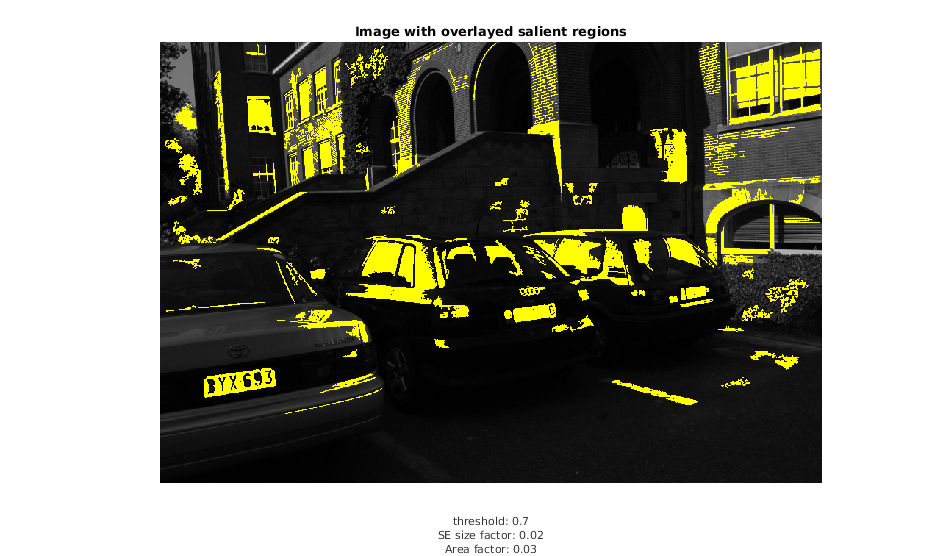 Image with overlayed salient regions
BYX 693
threshold: 0.7
SE size factor: 0.02
Area factor: 0.03